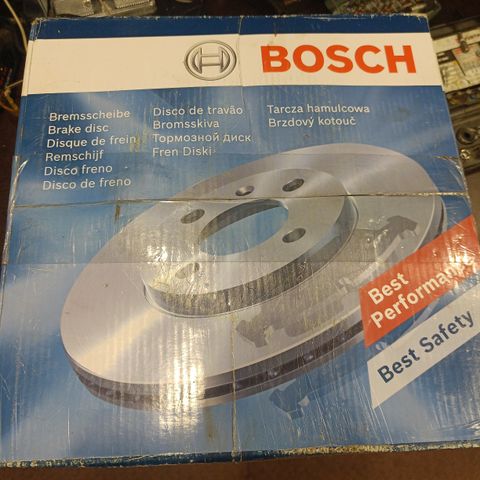 BOSCH
Bremsscheibe
Brake disc
Disque de frein
Remschijf
Disco freno
Disco de freno
Disco de travão
Bromsskiva
Тормозной диск
Fren Diski
Tarcza hamulcowa
Brzdový kotouč
Best
Performance
Best Safety